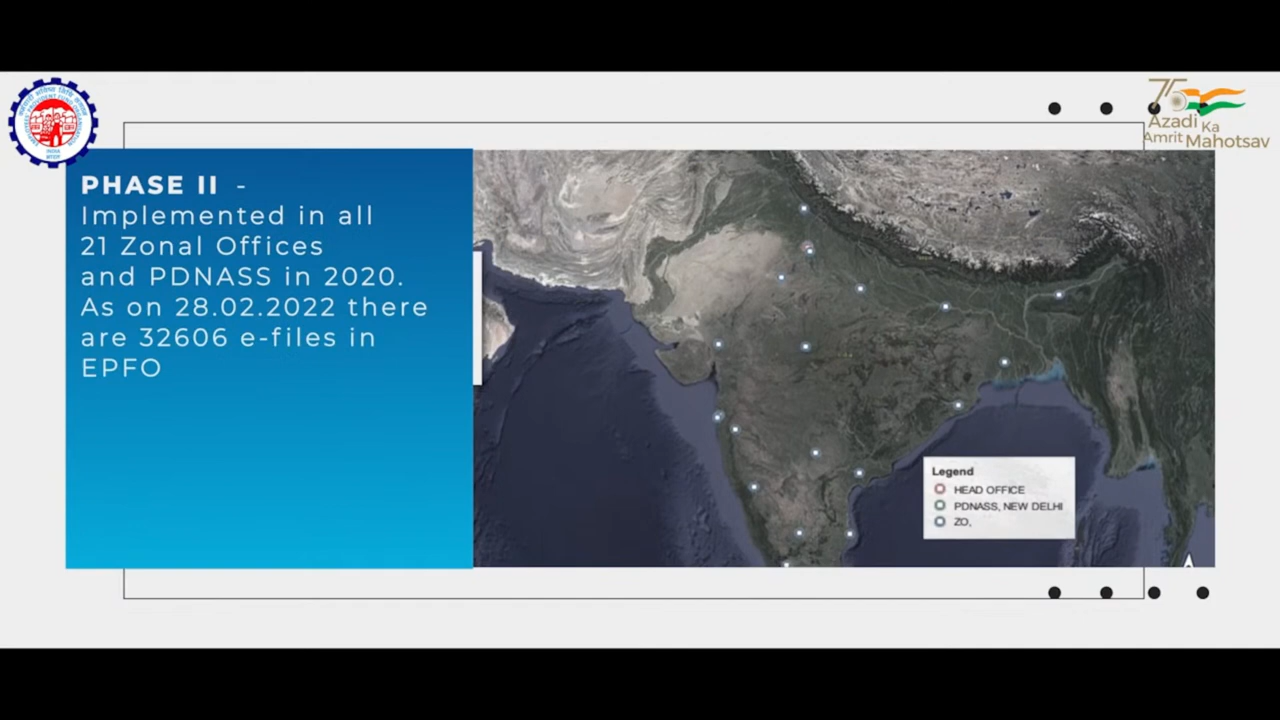 75
Azadi
Ka
Amrit Mahotsav
PHASE II -
Implemented in all
21 Zonal Offices
and PDNASS in 2020.
As on 28.02.2022 there
are 32606 e-files in
EPFO
Legend
HEAD OFFICE
PDNASS, NEW DELHI
ZO,